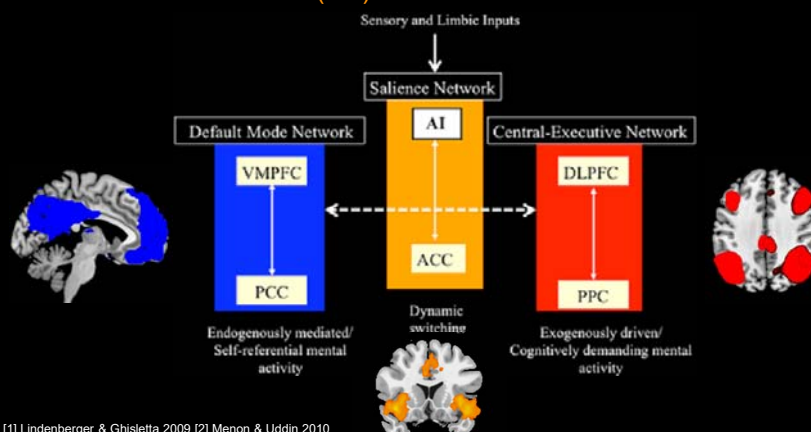 Sensory and Limbic Inputs
Salience Network
AI
Default Mode Network
Central-Executive Network
VMPFC
DLPFC
ACC
PCC
PPC
Dynamic
switching
Endogenously mediated/
Self-referential mental
activity
Exogenously driven/
Cognitively demanding mental
activity
[1] Lindenberger & Ghisletta 2009 [2] Menon & Uddin 2010